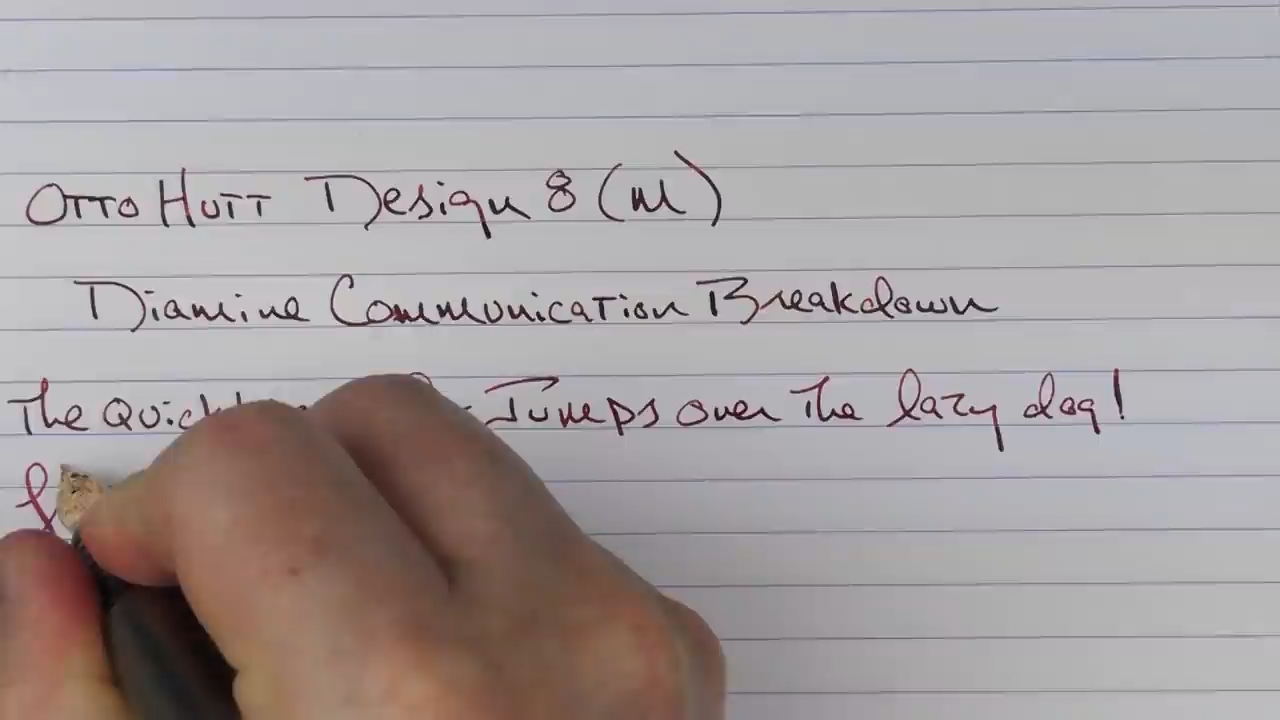 Otto Hutt Design 8 (M)
Diamine Communication Breakdown
The Quick Jumps over The lazy dog!